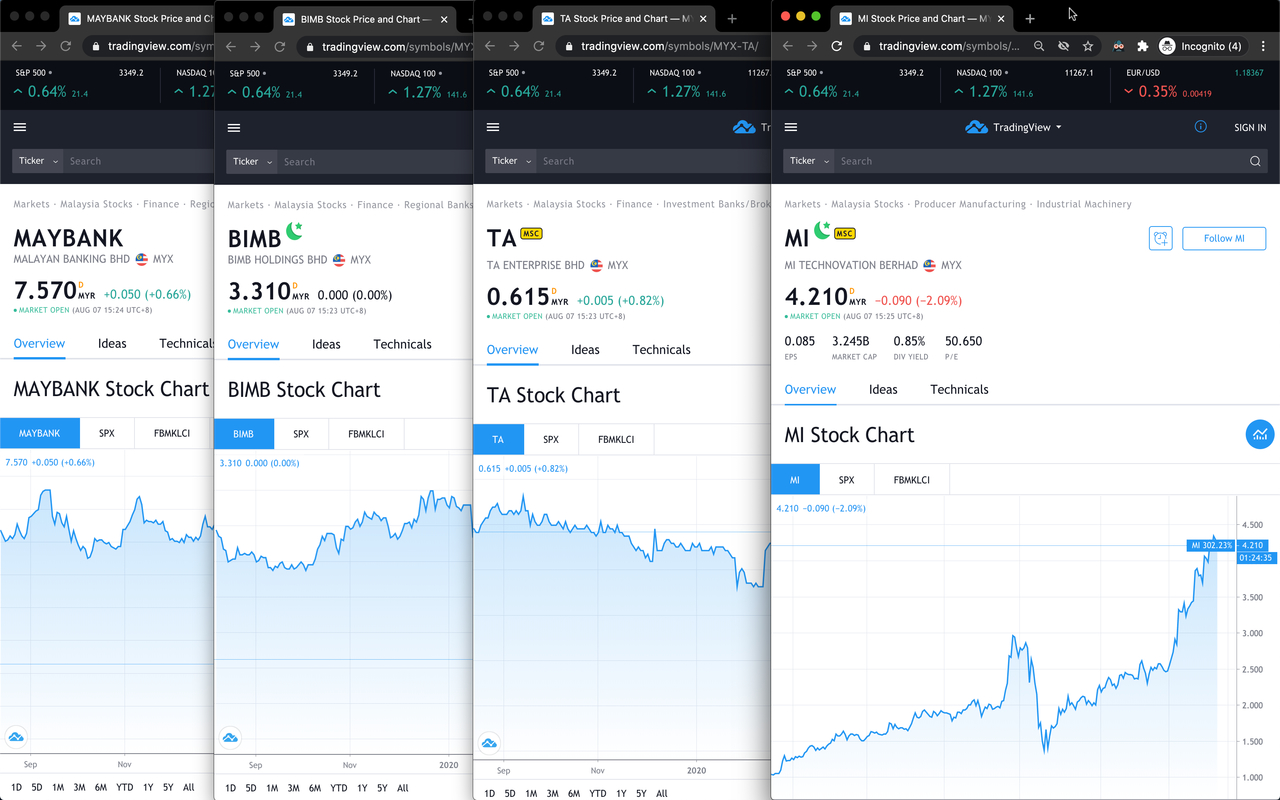 MAYBANK Stock Price and Ch
tradingview.com/sym
S&P 500 3349.2 NASDAQ 1
0.64% 21.4 1.27
Ticker Search
Markets · Malaysia Stocks · Finance · Regio
MAYBANK
MALAYAN BANKING BHD MYX
7.570 D MYR +0.050 (+0.66%)
• MARKET OPEN (AUG 07 15:24 UTC+8)
Overview Ideas Technicals
MAYBANK Stock Chart
MAYBANK SPX FBMKLCI
7.570 +0.050 (+0.66%)
Sep Nov
1D 5D 1M 3M 6M YTD 1Y 5Y All
BIMB Stock Price and Chart —
tradingview.com/symbols/MYX
S&P 500 3349.2 NASDAQ 100
0.64% 21.4 1.27% 141.6
Ticker Search
Markets · Malaysia Stocks · Finance · Regional Banks
BIMB
BIMB HOLDINGS BHD MYX
3.310 D MYR 0.000 (0.00%)
• MARKET OPEN (AUG 07 15:23 UTC+8)
Overview Ideas Technicals
BIMB Stock Chart
BIMB SPX FBMKLCI
3.310 0.000 (0.00%)
Sep Nov 2020
1D 5D 1M 3M 6M YTD 1Y 5Y All
TA Stock Price and Chart — MY
tradingview.com/symbols/MYX-TA/
S&P 500 3349.2 NASDAQ 100 11267.
0.64% 21.4 1.27% 141.6
Tr
Ticker Search
Markets · Malaysia Stocks · Finance · Investment Banks/Brok
TA MSC
TA ENTERPRISE BHD MYX
0.615 D MYR +0.005 (+0.82%)
• MARKET OPEN (AUG 07 15:23 UTC+8)
Overview Ideas Technicals
TA Stock Chart
TA SPX FBMKLCI
0.615 +0.005 (+0.82%)
Sep Nov 2020
1D 5D 1M 3M 6M YTD 1Y 5Y All
MI Stock Price and Chart — MY
tradingview.com/symbols/... Incognito (4)
S&P 500 3349.2 NASDAQ 100 11267.1 EUR/USD 1.18367
0.64% 21.4 1.27% 141.6 0.35% 0.00419
TradingView SIGN IN
Ticker Search
Markets · Malaysia Stocks · Producer Manufacturing · Industrial Machinery
MI MSC Follow MI
MI TECHNOVATION BERHAD MYX
4.210 D MYR −0.090 (−2.09%)
• MARKET OPEN (AUG 07 15:25 UTC+8)
0.085 3.245B 0.85% 50.650
EPS MARKET CAP DIV YIELD P/E
Overview Ideas Technicals
MI Stock Chart
MI SPX FBMKLCI
4.210 −0.090 (−2.09%)
4.500
MI 302.23% 4.210
01:24:35
3.500
3.000
2.500
2.000
1.500
1.000